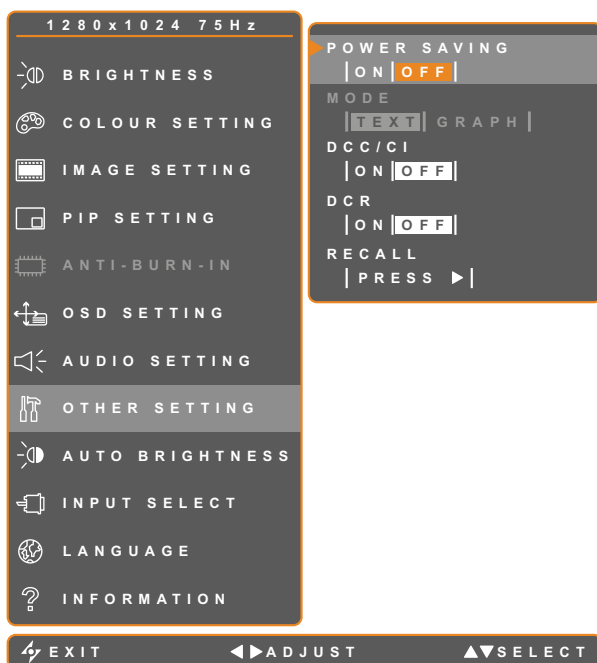 1280x1024 75Hz
BRIGHTNESS
COLOUR SETTING
IMAGE SETTING
PIP SETTING
ANTI-BURN-IN
OSD SETTING
AUDIO SETTING
OTHER SETTING
AUTO BRIGHTNESS
INPUT SELECT
LANGUAGE
INFORMATION
POWER SAVING
ON OFF
MODE
TEXT GRAPH
DCC/CI
ON OFF
DCR
ON OFF
RECALL
PRESS
EXIT ADJUST SELECT